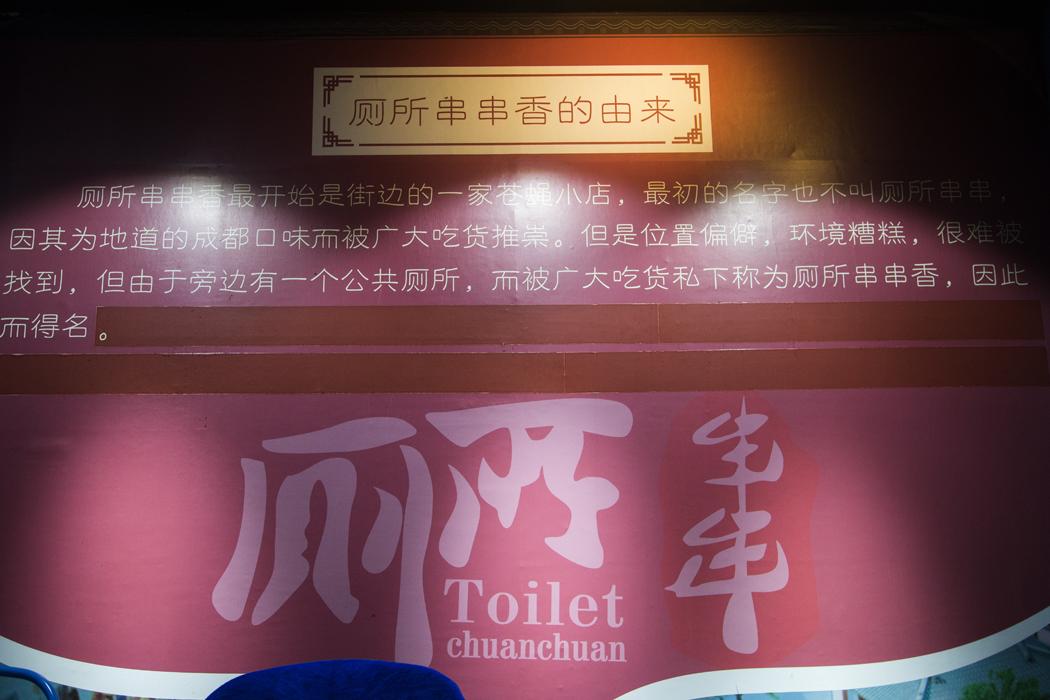 厕所串串香的由来
厕所串串香最开始是街边的一家苍蝇小店，最初的名字也不叫厕所串串，
因其为地道的成都口味而被广大吃货推崇。但是位置偏僻，环境糟糕，很难被
找到，但由于旁边有一个公共厕所，而被广大吃货私下称为厕所串串香，因此
而得名。
厕所
串串
Toilet
chuanchuan